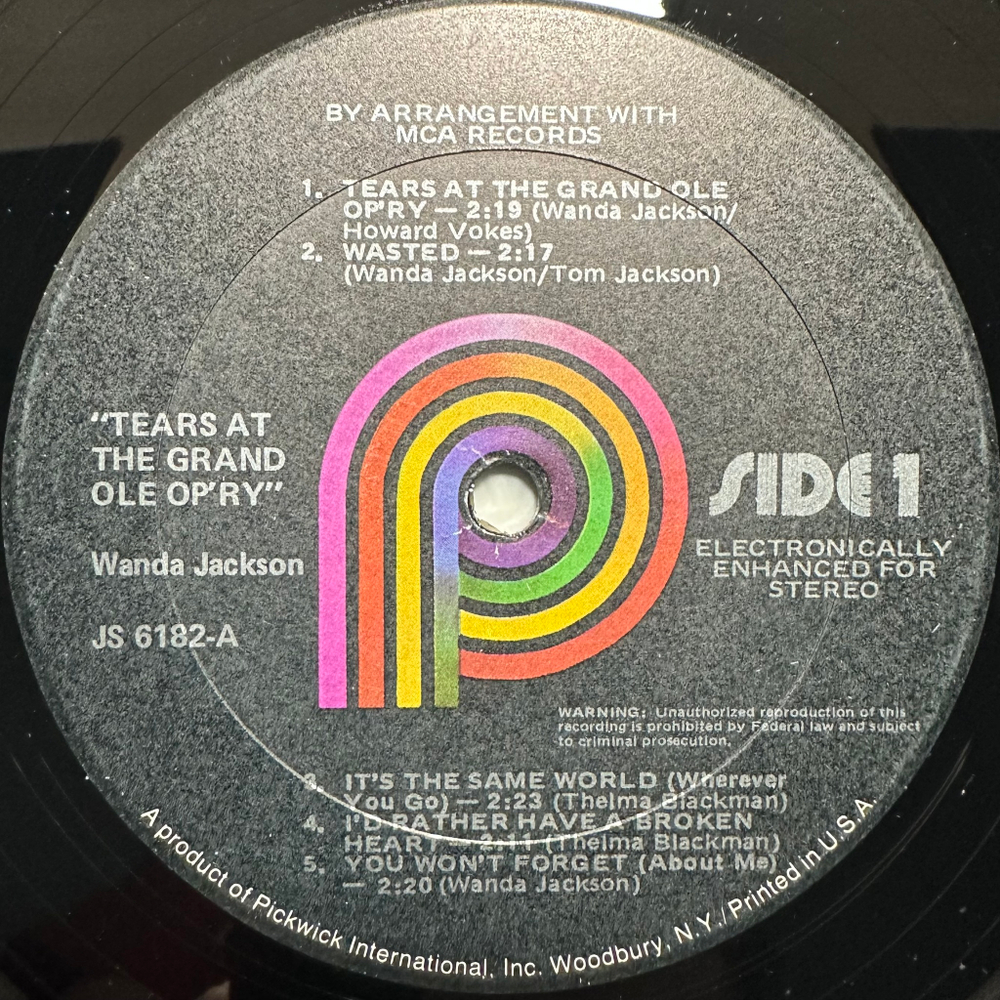 BY ARRANGEMENT WITH
MCA RECORDS
1. TEARS AT THE GRAND OLE
OP'RY — 2:19 (Wanda Jackson/
Howard Vokes)
2. WASTED — 2:17
(Wanda Jackson/Tom Jackson)
"TEARS AT
THE GRAND
OLE OP'RY"
Wanda Jackson
JS 6182-A
SIDE 1
ELECTRONICALLY
ENHANCED FOR
STEREO
WARNING: Unauthorized reproduction of this
recording is prohibited by Federal law and subject
to criminal prosecution.
3. IT'S THE SAME WORLD (Wherever
You Go) — 2:23 (Thelma Blackman)
4. I'D RATHER HAVE A BROKEN
HEART — 2:11 (Thelma Blackman)
5. YOU WON'T FORGET (About Me)
— 2:20 (Wanda Jackson)
A product of Pickwick International, Inc. Woodbury, N.Y./Printed in U.S.A